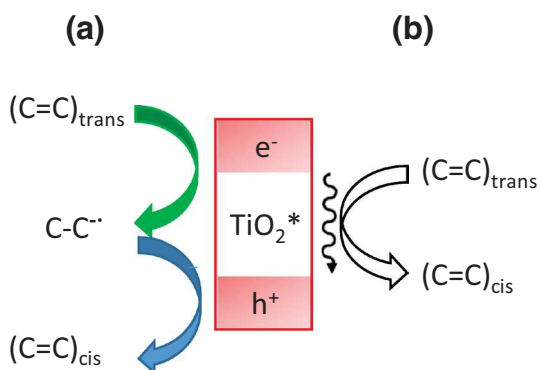 (a)
(b)
(C=C)trans
e-
(C=C)trans
C-C-·
TiO2*
(C=C)cis
h+
(C=C)cis